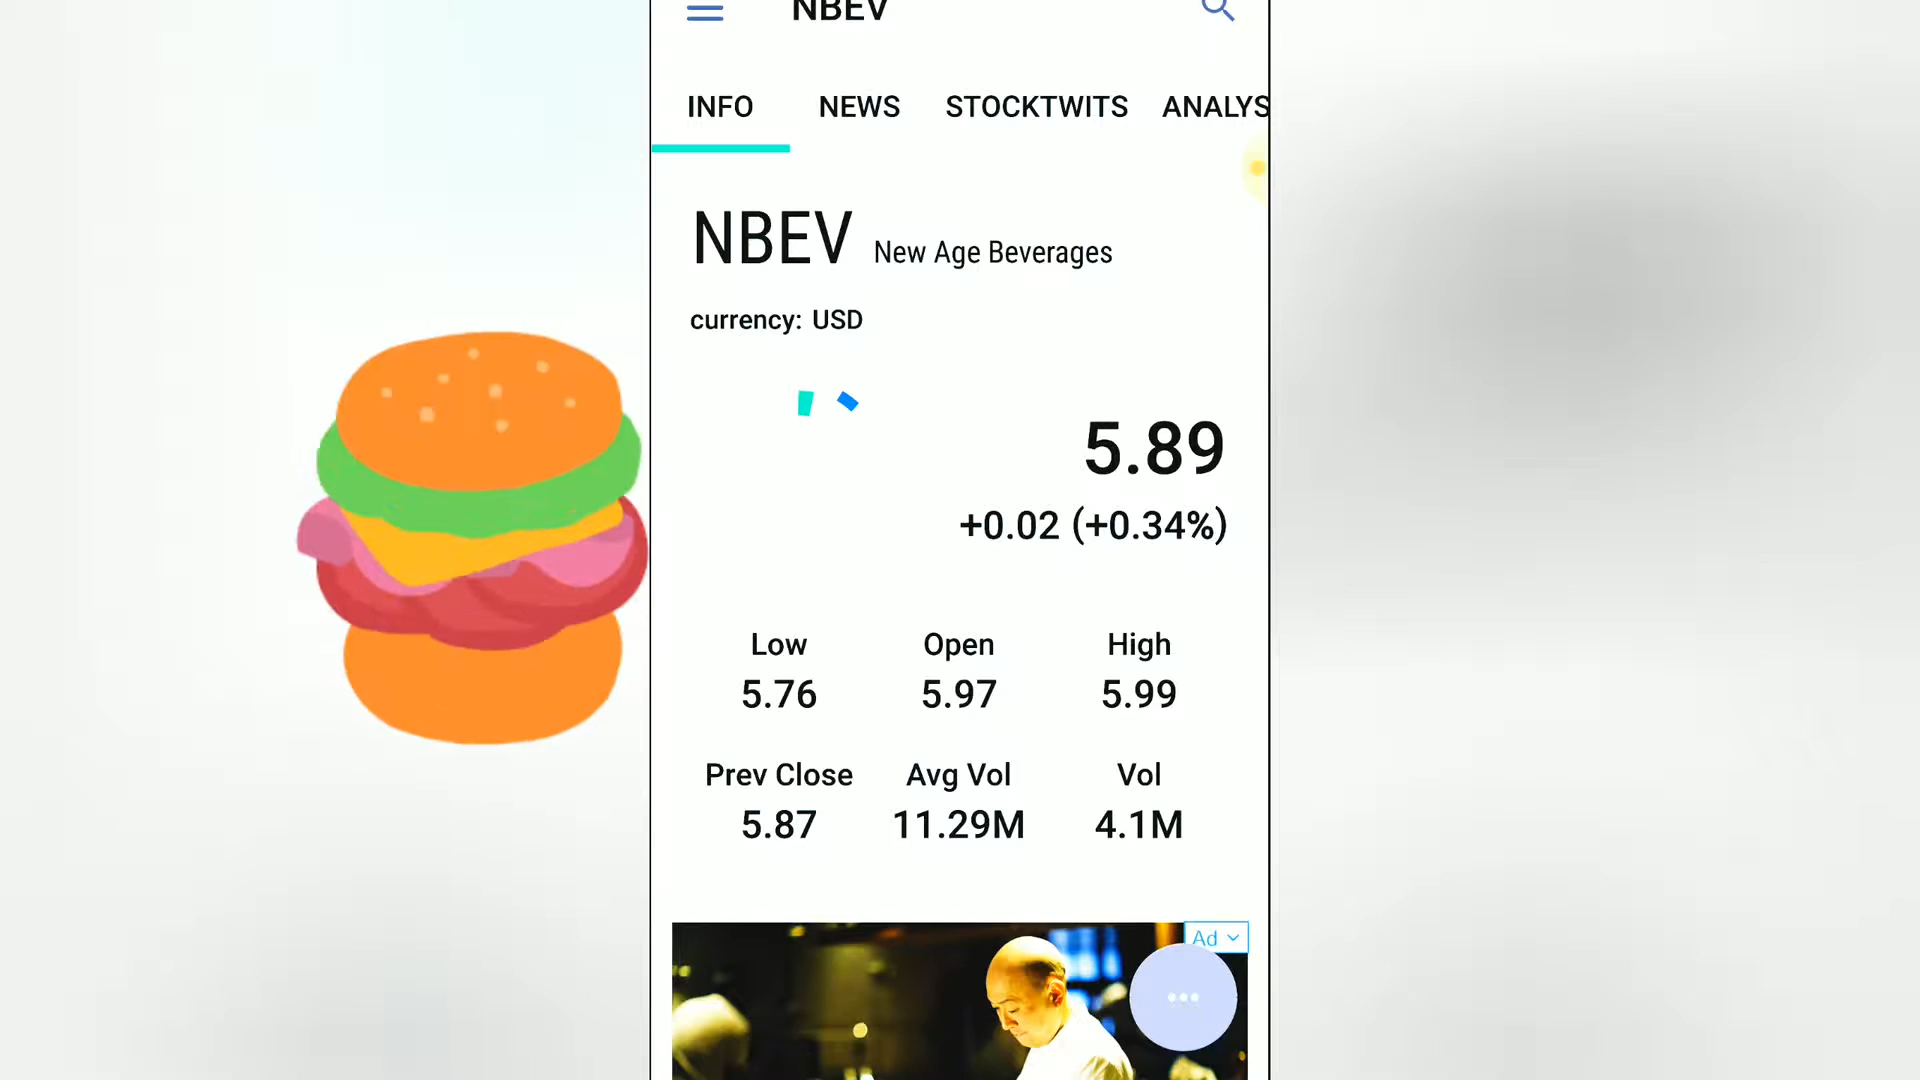 NBEV
INFO NEWS STOCKTWITS ANALYS
NBEV New Age Beverages
currency: USD
5.89
+0.02 (+0.34%)
Low Open High
5.76 5.97 5.99
Prev Close Avg Vol Vol
5.87 11.29M 4.1M
Ad